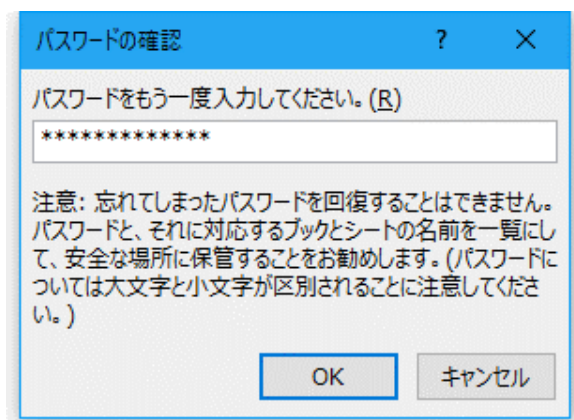 パスワードの確認 ?
パスワードをもう一度入力してください。(R)
*************
注意: 忘れてしまったパスワードを回復することはできません。
パスワードと、それに対応するブックとシートの名前を一覧にし
て、安全な場所に保管することをお勧めします。(パスワードに
ついては大文字と小文字が区別されることに注意してくださ
い。)
OK キャンセル